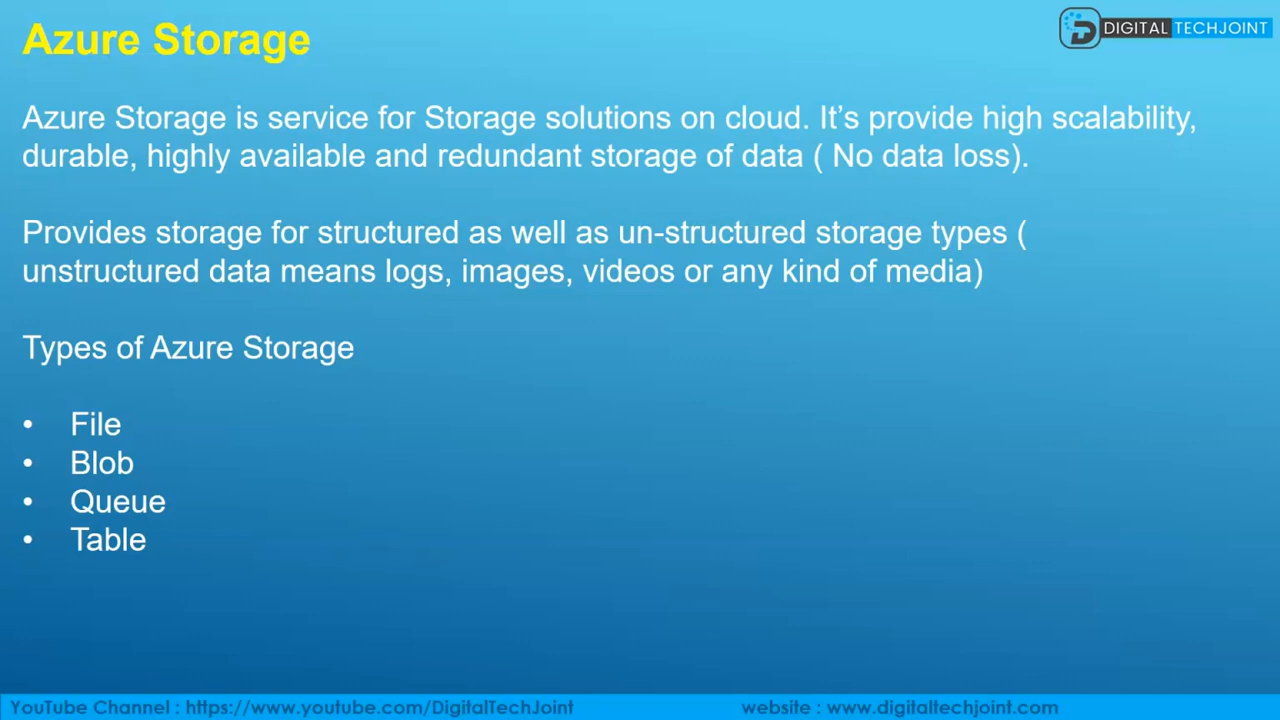 Azure Storage
DIGITAL TECHJOINT
Azure Storage is service for Storage solutions on cloud. It’s provide high scalability,
durable, highly available and redundant storage of data ( No data loss).
Provides storage for structured as well as un-structured storage types (
unstructured data means logs, images, videos or any kind of media)
Types of Azure Storage
• File
• Blob
• Queue
• Table
YouTube Channel : https://www.youtube.com/DigitalTechJoint website : www.digitaltechjoint.com